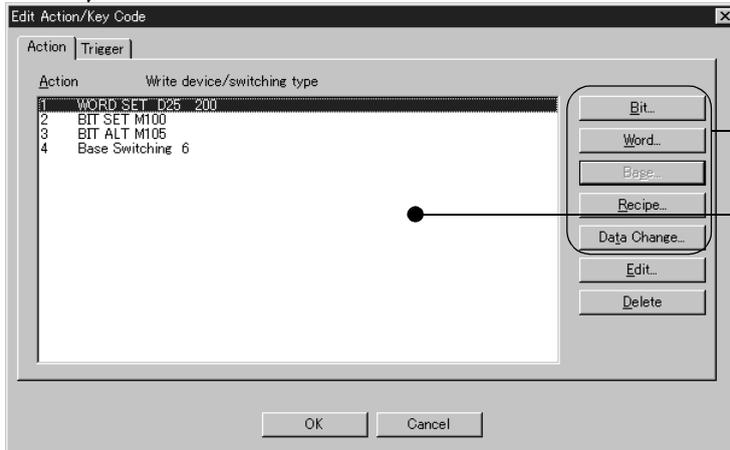 Edit Action/Key Code
Action Trigger
Action Write device/switching type
1 WORD SET D25 200
2 BIT SET M100
3 BIT ALT M105
4 Base Switching 6
Bit...
Word...
Base...
Recipe...
Data Change...
Edit...
Delete
OK Cancel